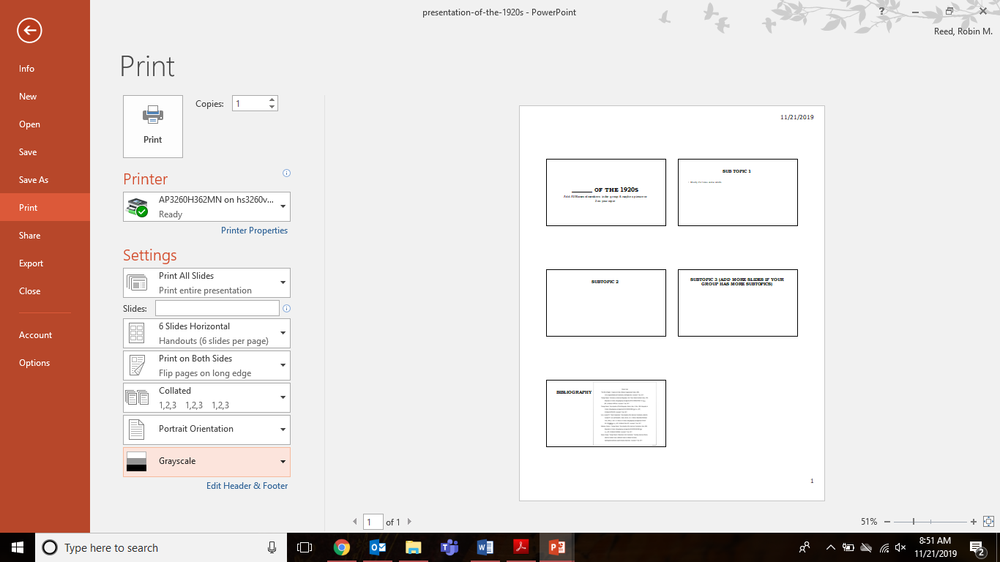 presentation-of-the-1920s - PowerPoint
?
Reed, Robin M.
Info
New
Open
Save
Save As
Print
Share
Export
Close
Account
Options
Print
Print
Copies: 1
Printer
AP3260H362MN on hs3260v...
Ready
Printer Properties
Settings
Print All Slides
Print entire presentation
Slides:
6 Slides Horizontal
Handouts (6 slides per page)
Print on Both Sides
Flip pages on long edge
Collated
1,2,3 1,2,3 1,2,3
Portrait Orientation
Grayscale
Edit Header & Footer
11/21/2019
______ OF THE 1920S
Add All Names of members in the group & maybe a picture or
2 on your topic
SUB TOPIC 1
SUBTOPIC 2
SUBTOPIC 3 (ADD MORE SLIDES IF YOUR
GROUP HAS MORE SUBTOPICS)
BIBLIOGRAPHY
1
1 of 1
51%
Type here to search
8:51 AM
11/21/2019
2